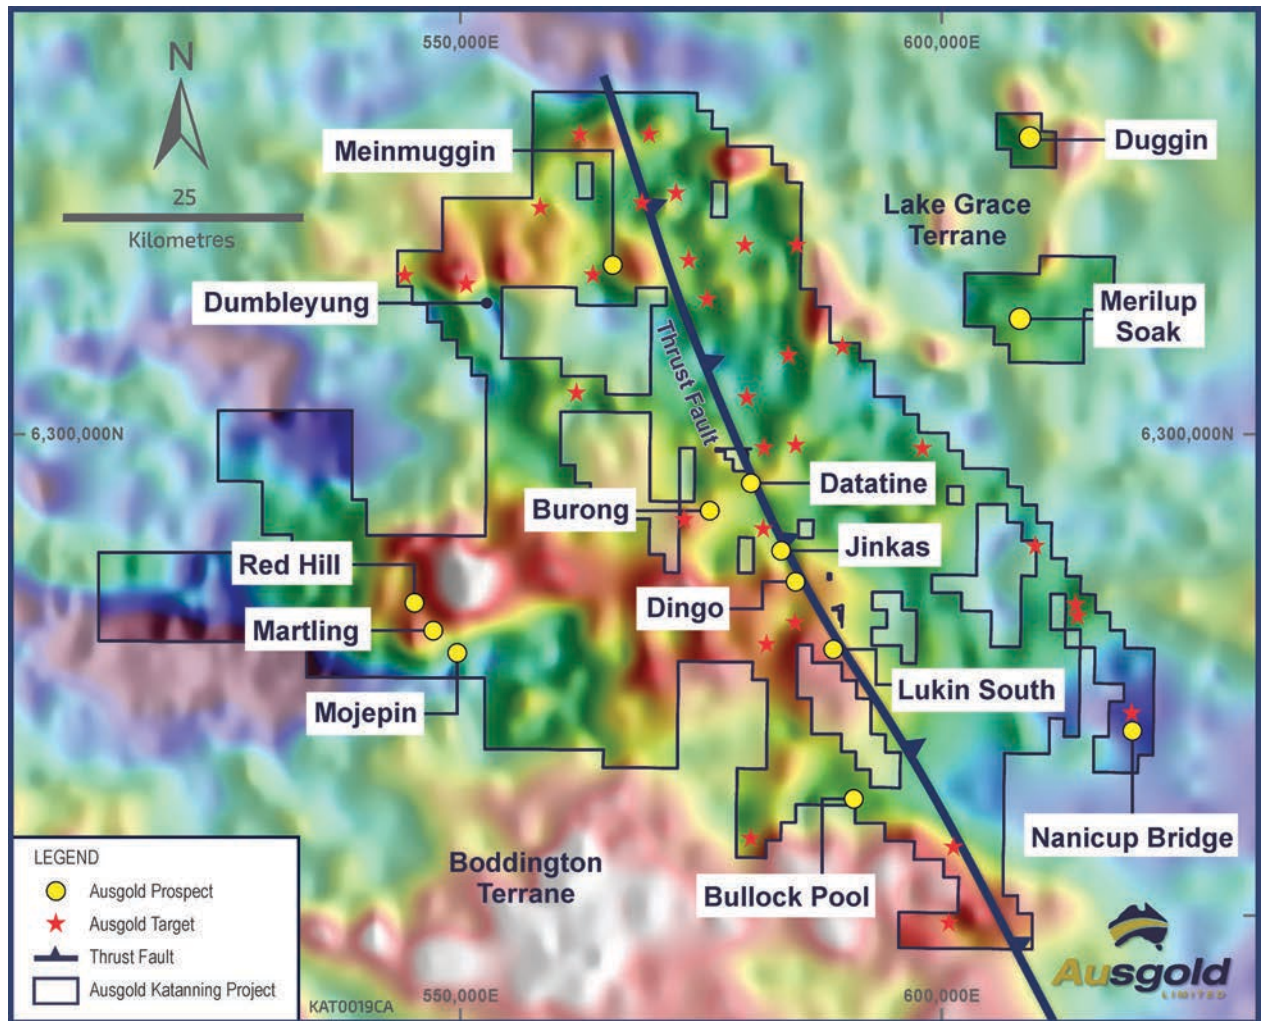 550,000E
600,000E
N
25
Kilometres
Meinmuggin
Duggin
Lake Grace
Terrane
Dumbleyung
Merilup
Soak
Thrust Fault
6,300,000N
6,300,000N
Datatine
Burong
Jinkas
Red Hill
Dingo
Martling
Lukin South
Mojepin
Nanicup Bridge
Boddington
Terrane
Bullock Pool
LEGEND
Ausgold Prospect
Ausgold Target
Thrust Fault
Ausgold Katanning Project
KAT0019CA
550,000E
600,000E
Ausgold
LIMITED